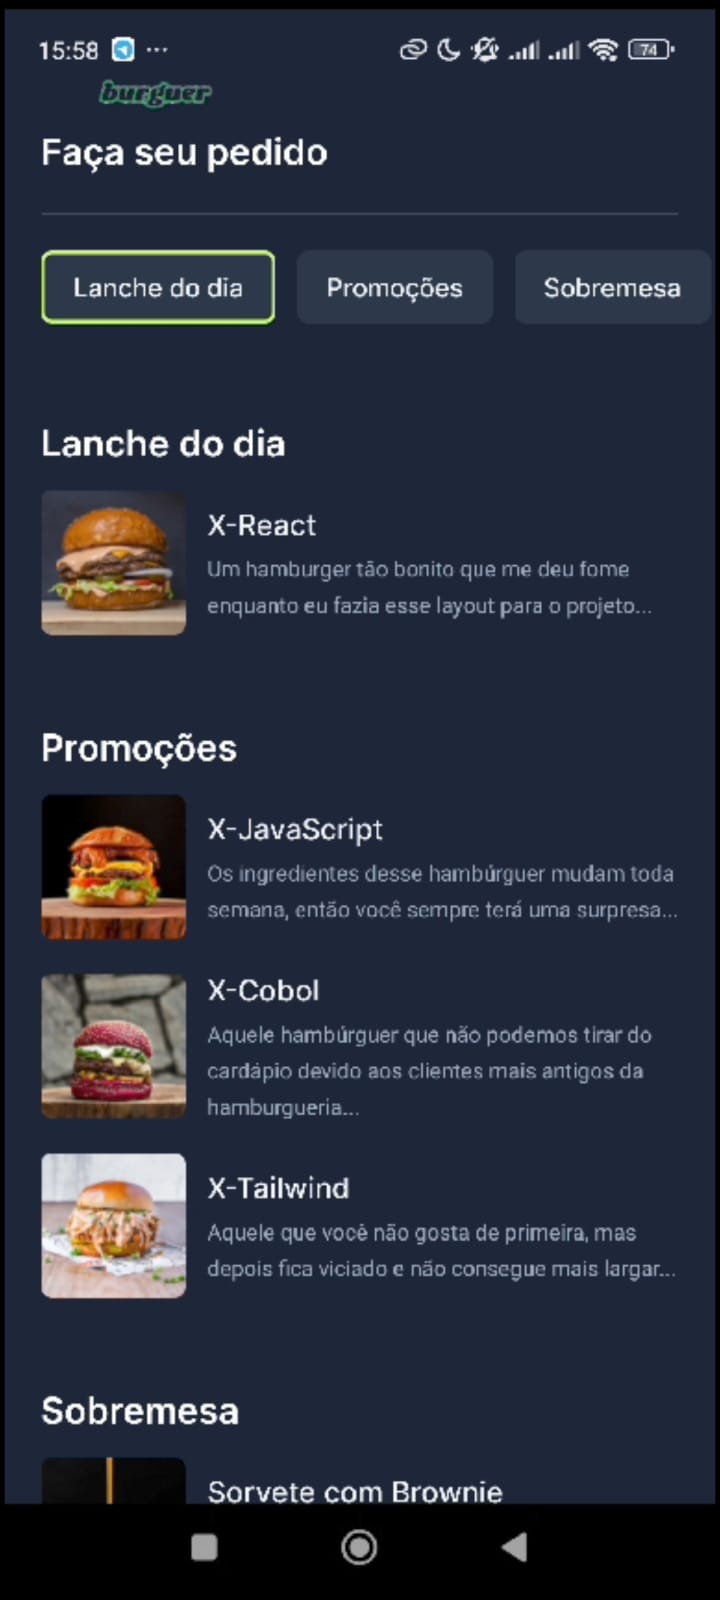 15:58
74
burguer
Faça seu pedido
Lanche do dia
Promoções
Sobremesa
Lanche do dia
X-React
Um hamburger tão bonito que me deu fome
enquanto eu fazia esse layout para o projeto...
Promoções
X-JavaScript
Os ingredientes desse hambúrguer mudam toda
semana, então você sempre terá uma surpresa...
X-Cobol
Aquele hambúrguer que não podemos tirar do
cardápio devido aos clientes mais antigos da
hamburgueria...
X-Tailwind
Aquele que você não gosta de primeira, mas
depois fica viciado e não consegue mais largar...
Sobremesa
Sorvete com Brownie